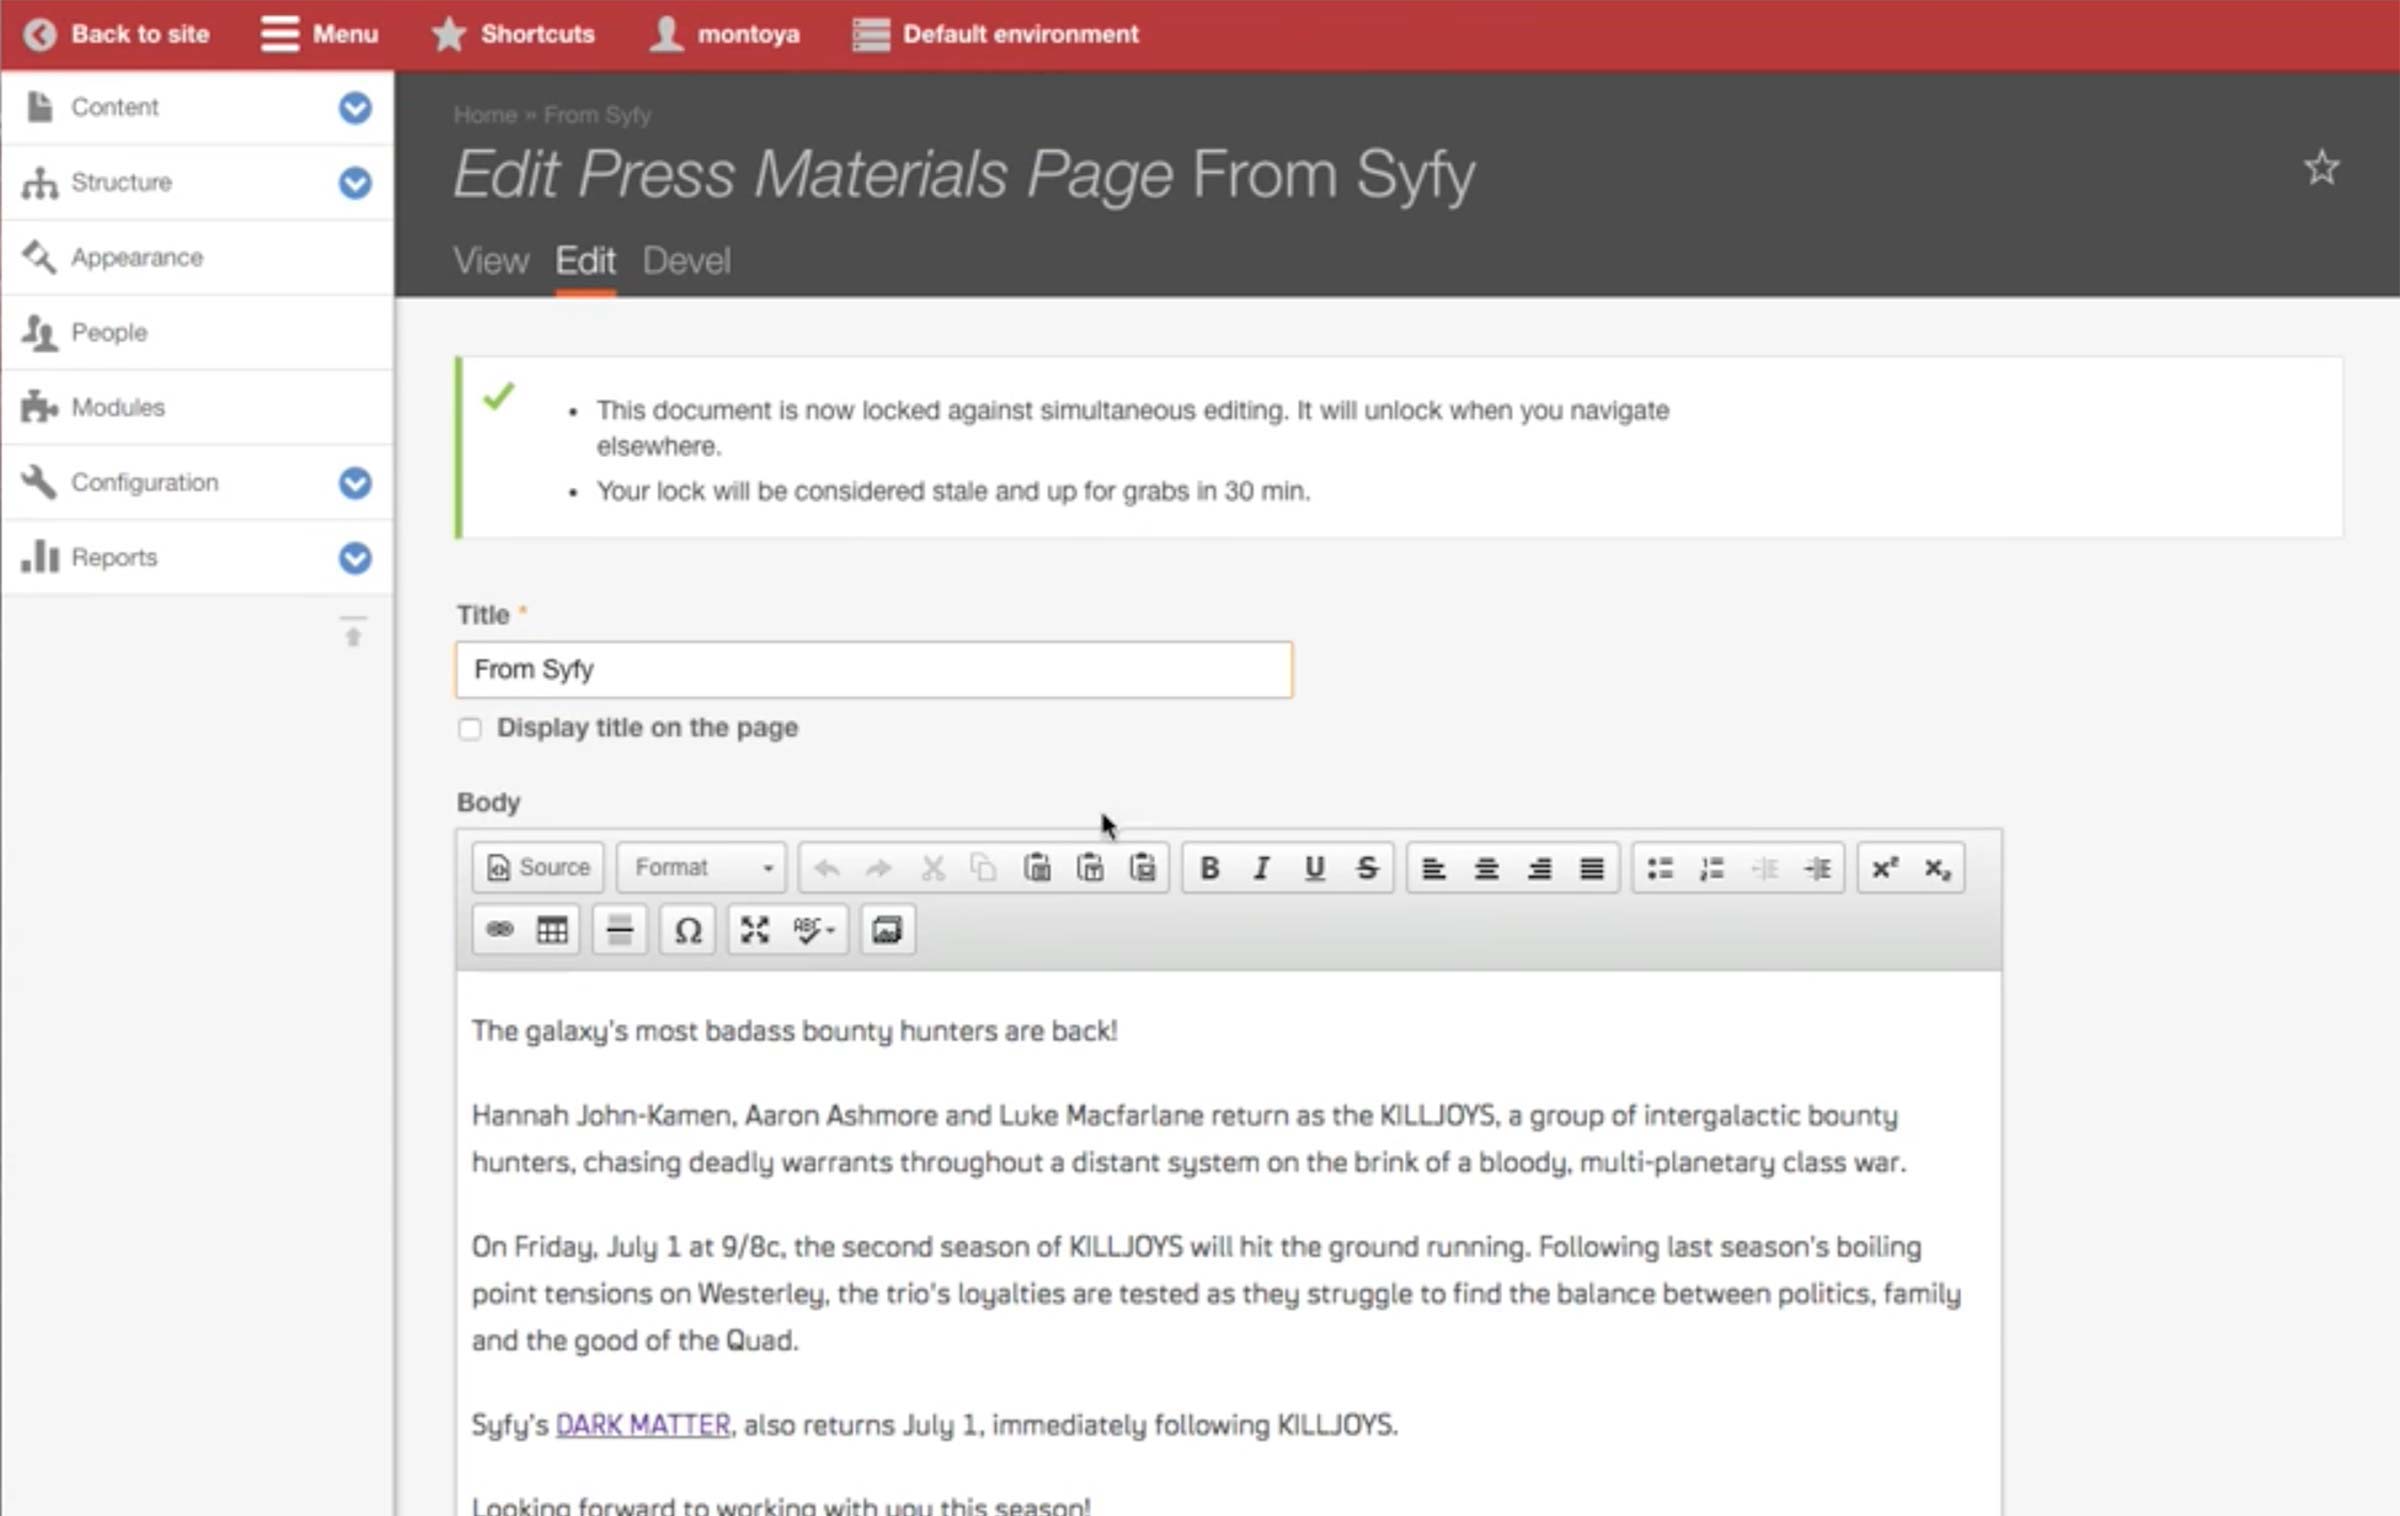 Back to site Menu Shortcuts montoya Default environment
Content
Structure
Appearance
People
Modules
Configuration
Reports
Home » From Syfy
Edit Press Materials Page From Syfy
View Edit Devel
• This document is now locked against simultaneous editing. It will unlock when you navigate
elsewhere.
• Your lock will be considered stale and up for grabs in 30 min.
Title *
From Syfy
Display title on the page
Body
Source Format B I U S x² x₂
Ω ABC
The galaxy's most badass bounty hunters are back!
Hannah John-Kamen, Aaron Ashmore and Luke Macfarlane return as the KILLJOYS, a group of intergalactic bounty
hunters, chasing deadly warrants throughout a distant system on the brink of a bloody, multi-planetary class war.
On Friday, July 1 at 9/8c, the second season of KILLJOYS will hit the ground running. Following last season's boiling
point tensions on Westerley, the trio's loyalties are tested as they struggle to find the balance between politics, family
and the good of the Quad.
Syfy's DARK MATTER, also returns July 1, immediately following KILLJOYS.
Looking forward to working with you this season!